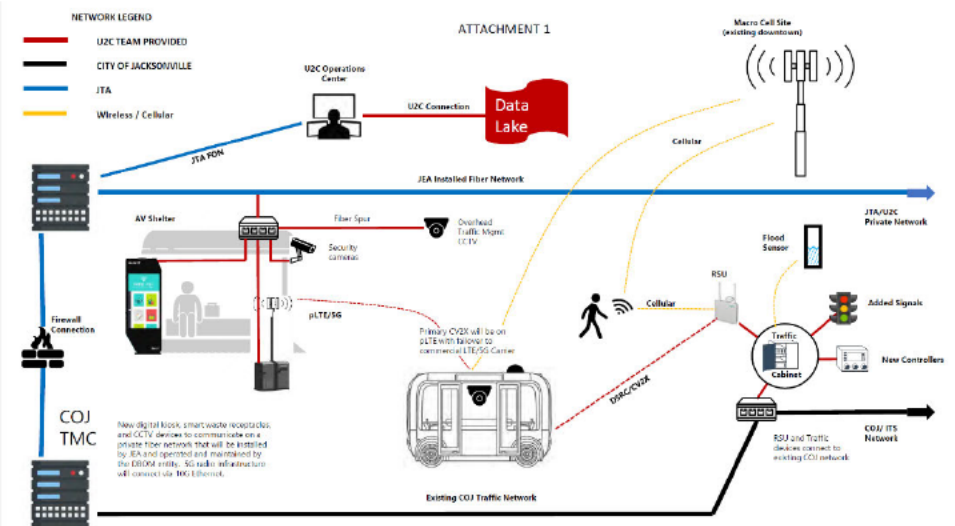 NETWORK LEGEND
U2C TEAM PROVIDED
CITY OF JACKSONVILLE
JTA
Wireless / Cellular
ATTACHMENT 1
Macro Cell Site
(existing downtown)
U2C Operations
Center
U2C Connection
Data
Lake
Cellular
JTA FON
JEA Installed Fiber Network
JTA/U2C
Private Network
AV Shelter
Fiber Spur
Overhead
Traffic Mgmt
CCTV
Security
cameras
Flood
Sensor
RSU
pLTE/5G
Cellular
Added Signals
Firewall
Connection
Primary CV2X will be on
pLTE with failover to
commercial LTE/5G Carrier
Traffic
Cabinet
New Controllers
DSRC/CV2X
COJ
TMC
New digital kiosk, smart waste receptacles,
and CCTV devices to communicate on a
private fiber network that will be installed
by JEA and operated and maintained by
the DBOM entity. 5G radio infrastructure
will connect via 10G Ethernet.
RSU and Traffic
devices connect to
existing COJ network
COJ/ ITS
Network
Existing COJ Traffic Network